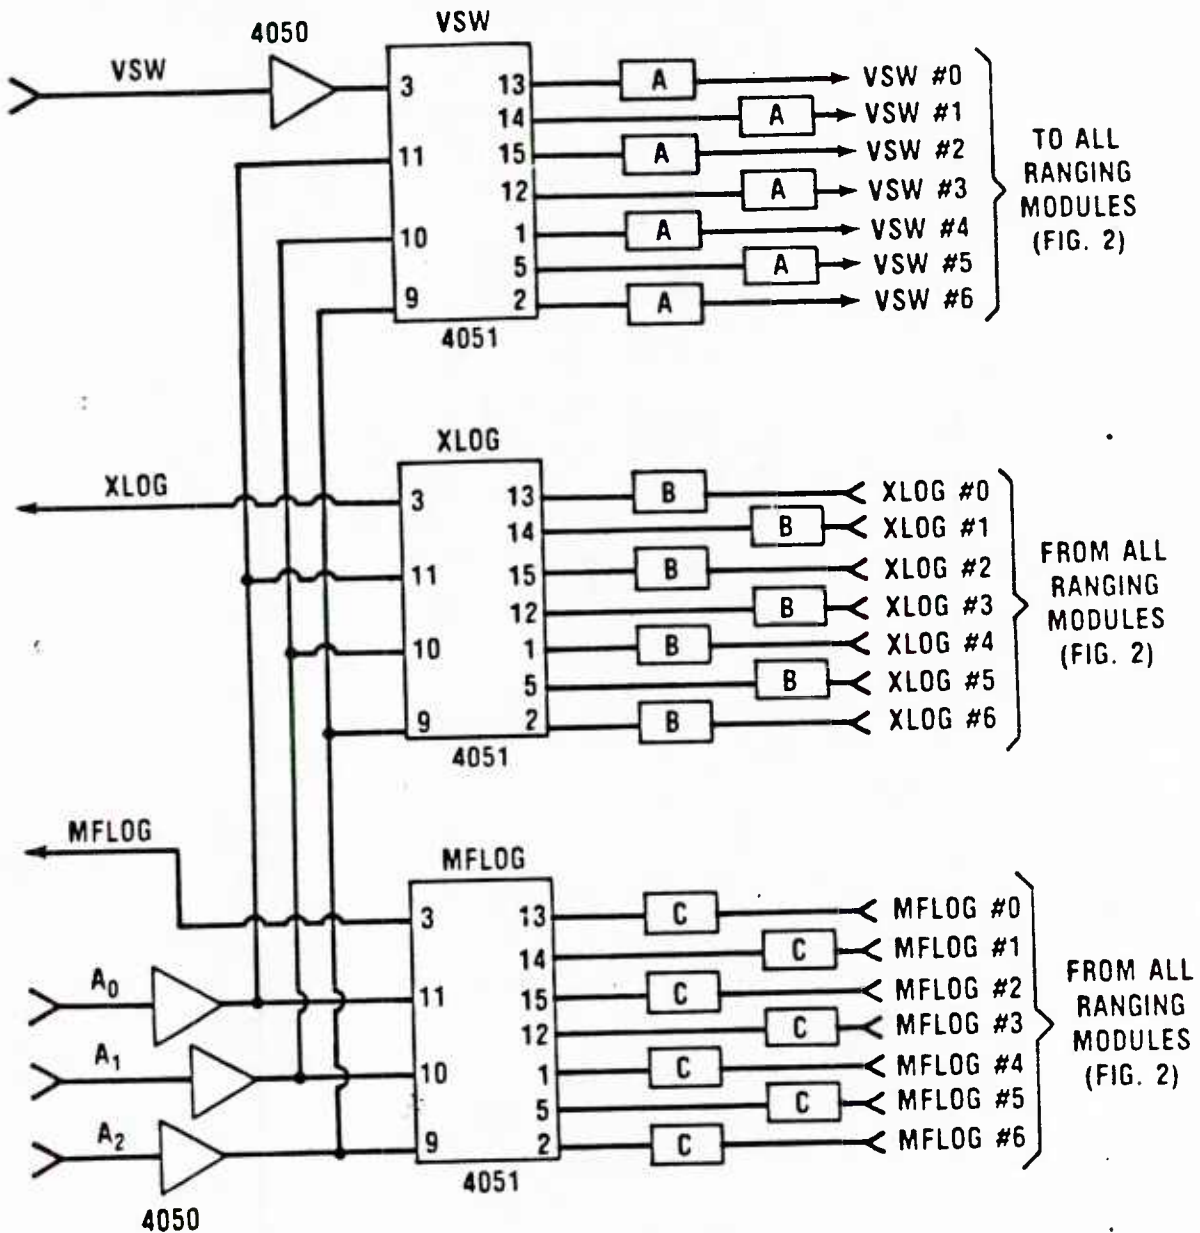 VSW
4050
VSW
3
13
A
VSW #0
14
A
VSW #1
11
15
A
VSW #2
12
A
VSW #3
10
1
A
VSW #4
5
A
VSW #5
9
2
A
VSW #6
4051
TO ALL
RANGING
MODULES
(FIG. 2)
XLOG
XLOG
3
13
B
XLOG #0
14
B
XLOG #1
11
15
B
XLOG #2
12
B
XLOG #3
10
1
B
XLOG #4
5
B
XLOG #5
9
2
B
XLOG #6
4051
FROM ALL
RANGING
MODULES
(FIG. 2)
MFLOG
MFLOG
3
13
C
MFLOG #0
14
C
MFLOG #1
A0
11
15
C
MFLOG #2
12
C
MFLOG #3
A1
10
1
C
MFLOG #4
5
C
MFLOG #5
A2
9
2
C
MFLOG #6
4051
4050
FROM ALL
RANGING
MODULES
(FIG. 2)